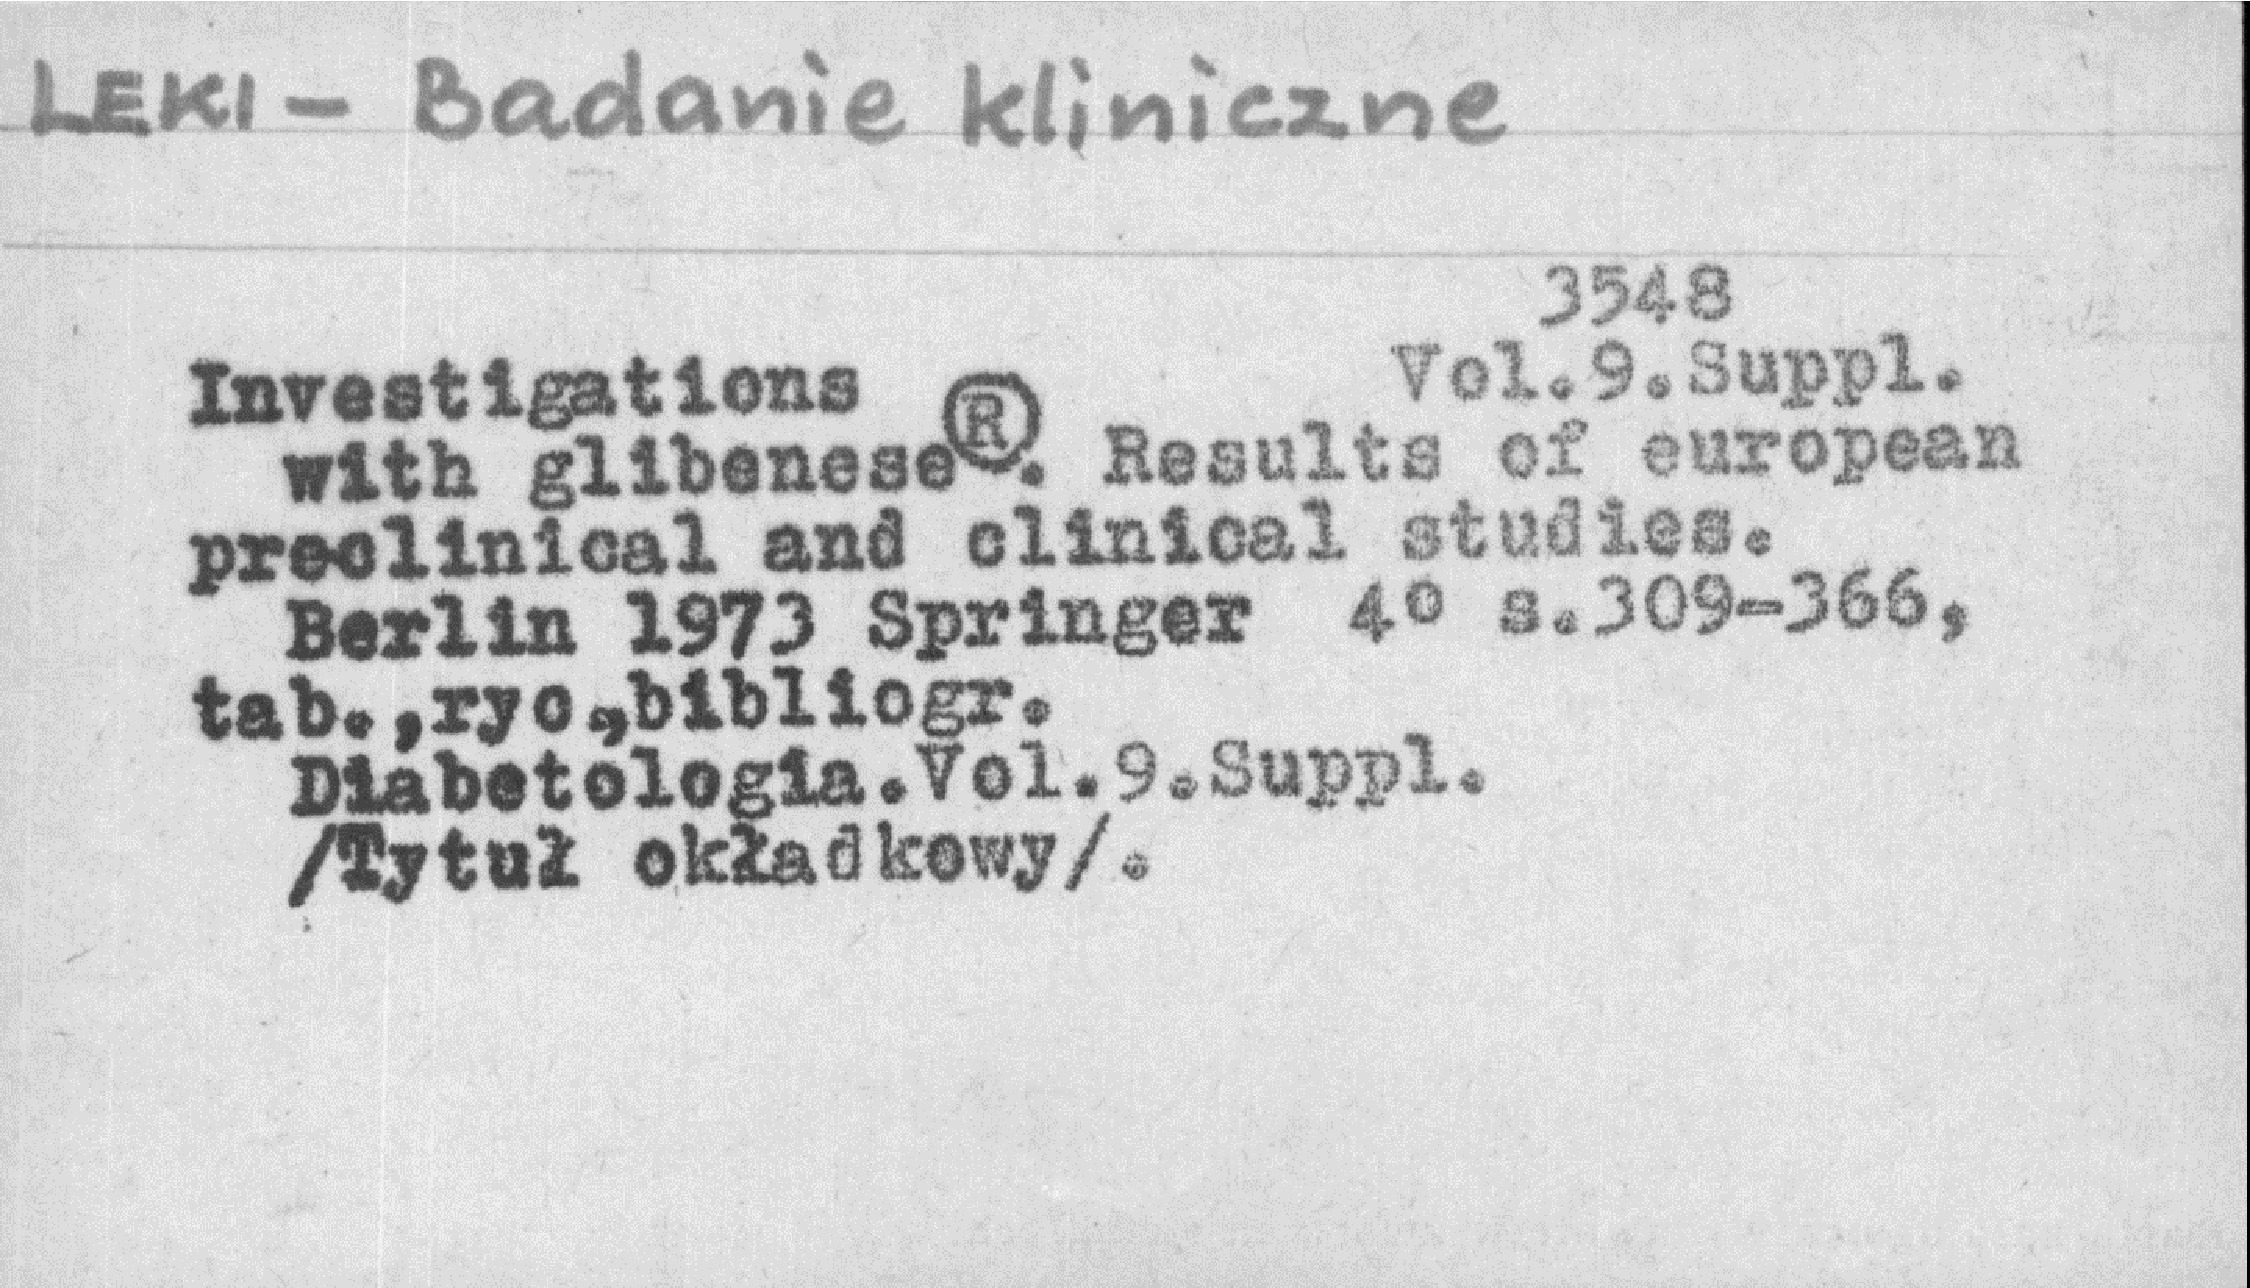 LEKI - Badanie kliniczne
3548
Investigations Vol.9.Suppl.
with glibenese®. Results of european
preclinical and clinical studies.
Berlin 1973 Springer 4° s.309-366,
tab.,ryc.,bibliogr.
Diabetologia.Vol.9.Suppl.
/Tytuł okładkowy/.